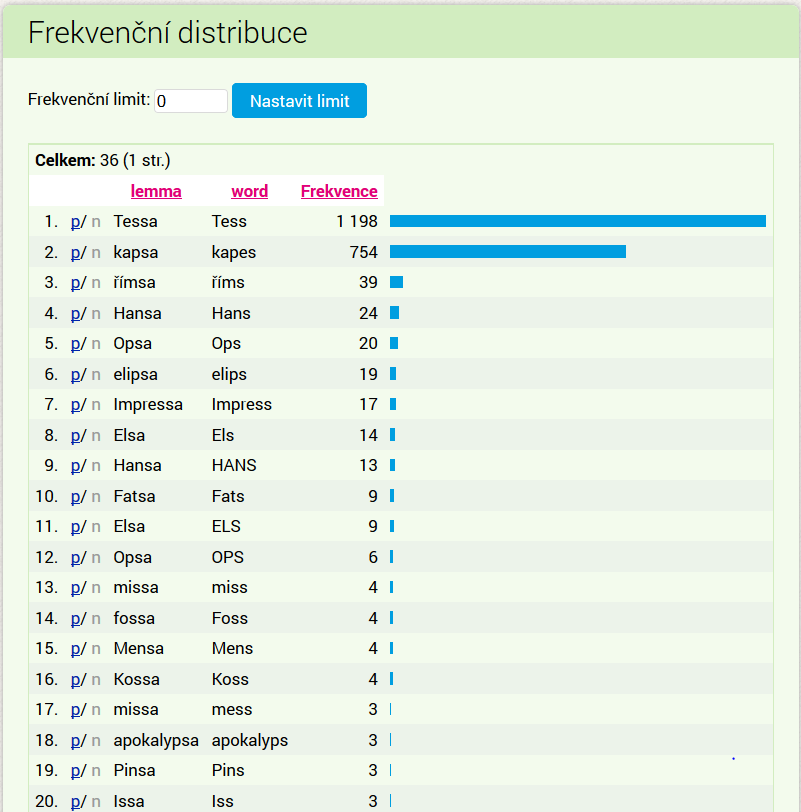 Frekvenční distribuce
Frekvenční limit: 0 Nastavit limit
Celkem: 36 (1 str.)
lemma word Frekvence
1. p/ n Tessa Tess 1 198
2. p/ n kapsa kapes 754
3. p/ n římsa říms 39
4. p/ n Hansa Hans 24
5. p/ n Opsa Ops 20
6. p/ n elipsa elips 19
7. p/ n Impressa Impress 17
8. p/ n Elsa Els 14
9. p/ n Hansa HANS 13
10. p/ n Fatsa Fats 9
11. p/ n Elsa ELS 9
12. p/ n Opsa OPS 6
13. p/ n missa miss 4
14. p/ n fossa Foss 4
15. p/ n Mensa Mens 4
16. p/ n Kossa Koss 4
17. p/ n missa mess 3
18. p/ n apokalypsa apokalyps 3
19. p/ n Pinsa Pins 3
20. p/ n Issa Iss 3